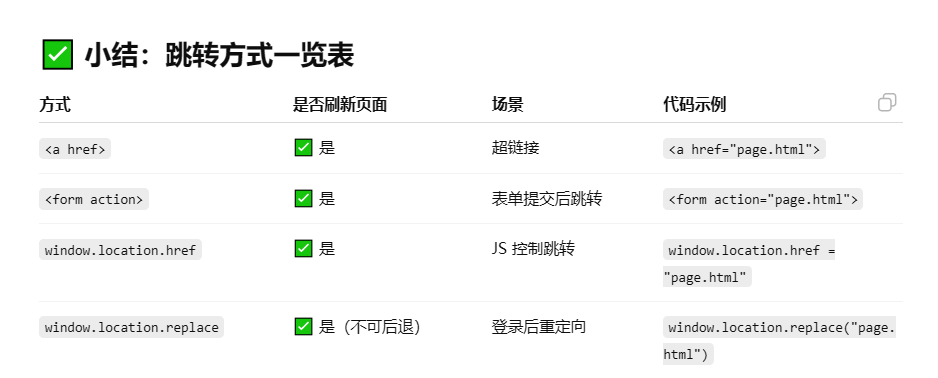 ✅ 小结：跳转方式一览表
方式 是否刷新页面 场景 代码示例
<a href> ✅ 是 超链接 <a href="page.html">
<form action> ✅ 是 表单提交后跳转 <form action="page.html">
window.location.href ✅ 是 JS 控制跳转 window.location.href =
"page.html"
window.location.replace ✅ 是（不可后退） 登录后重定向 window.location.replace("page.
html")